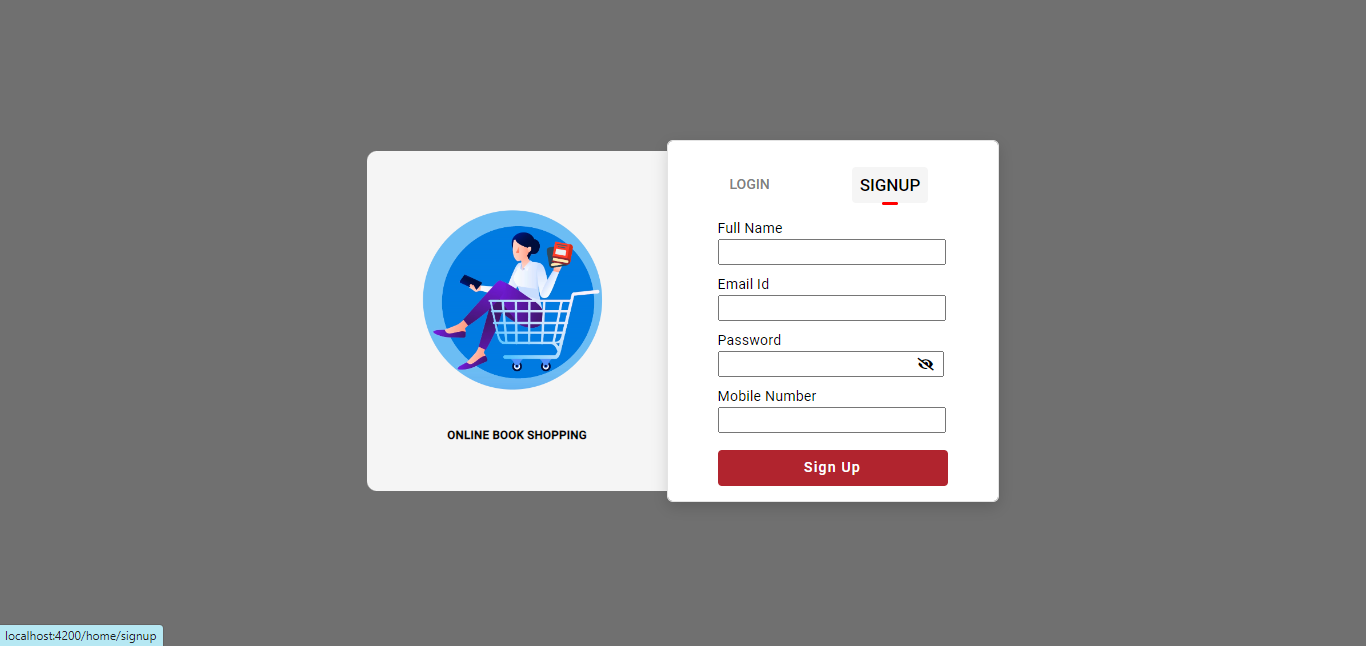 LOGIN
SIGNUP
Full Name
Email Id
Password
Mobile Number
Sign Up
ONLINE BOOK SHOPPING
localhost:4200/home/signup